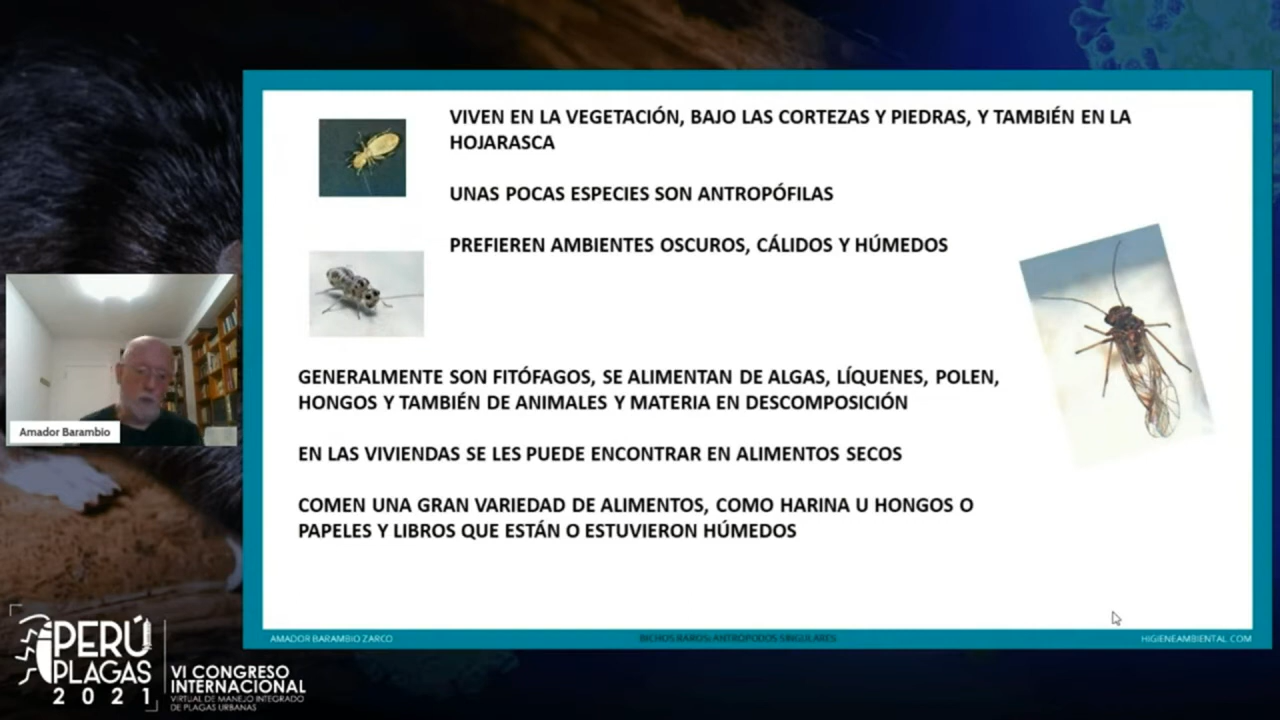 VIVEN EN LA VEGETACIÓN, BAJO LAS CORTEZAS Y PIEDRAS, Y TAMBIÉN EN LA
HOJARASCA
UNAS POCAS ESPECIES SON ANTROPÓFILAS
PREFIEREN AMBIENTES OSCUROS, CÁLIDOS Y HÚMEDOS
GENERALMENTE SON FITÓFAGOS, SE ALIMENTAN DE ALGAS, LÍQUENES, POLEN,
HONGOS Y TAMBIÉN DE ANIMALES Y MATERIA EN DESCOMPOSICIÓN
EN LAS VIVIENDAS SE LES PUEDE ENCONTRAR EN ALIMENTOS SECOS
COMEN UNA GRAN VARIEDAD DE ALIMENTOS, COMO HARINA U HONGOS O
PAPELES Y LIBROS QUE ESTÁN O ESTUVIERON HÚMEDOS
Amador Barambio
AMADOR BARAMBIO ZARCO
BICHOS RAROS: ANTRÓPODOS SINGULARES
HIGIENEAMBIENTAL.COM
PERÚ
PLAGAS
2021
VI CONGRESO
INTERNACIONAL
VIRTUAL DE MANEJO INTEGRADO
DE PLAGAS URBANAS